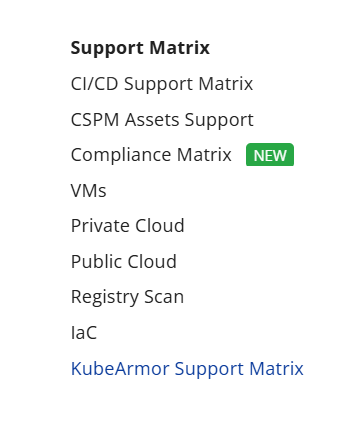 Support Matrix
CI/CD Support Matrix
CSPM Assets Support
Compliance Matrix NEW
VMs
Private Cloud
Public Cloud
Registry Scan
IaC
KubeArmor Support Matrix